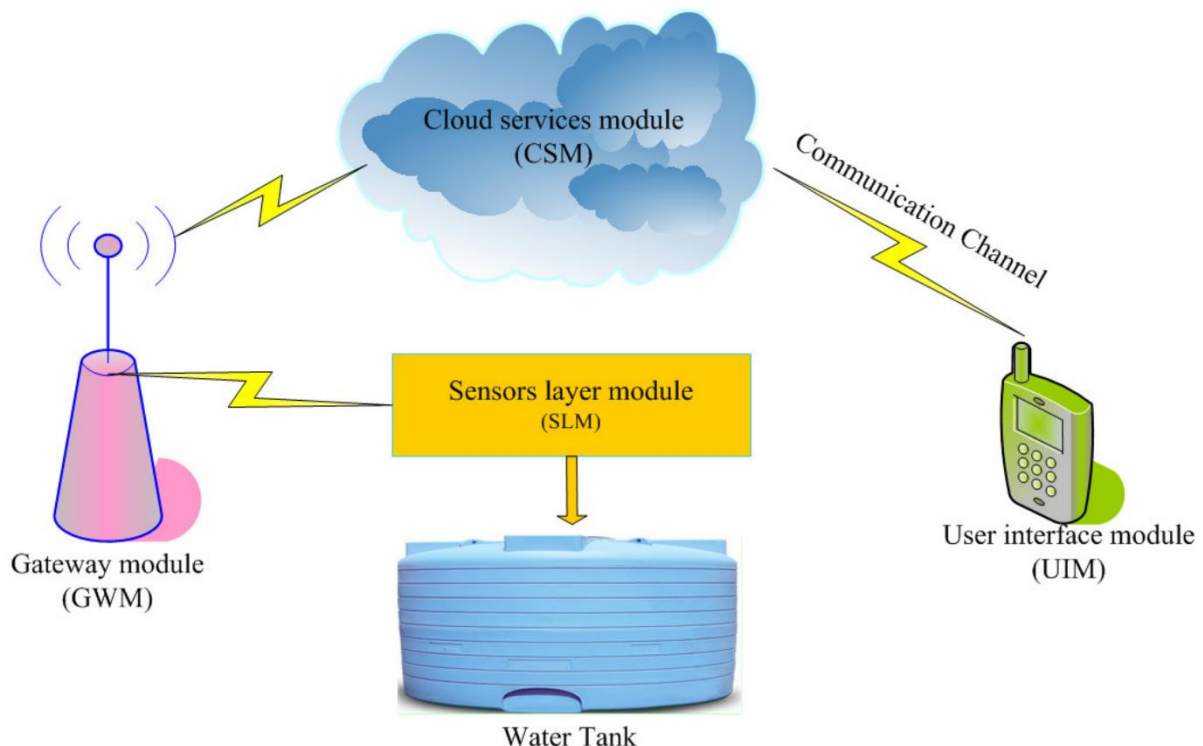 Cloud services module
(CSM)
Communication Channel
Sensors layer module
(SLM)
Gateway module
(GWM)
User interface module
(UIM)
Water Tank